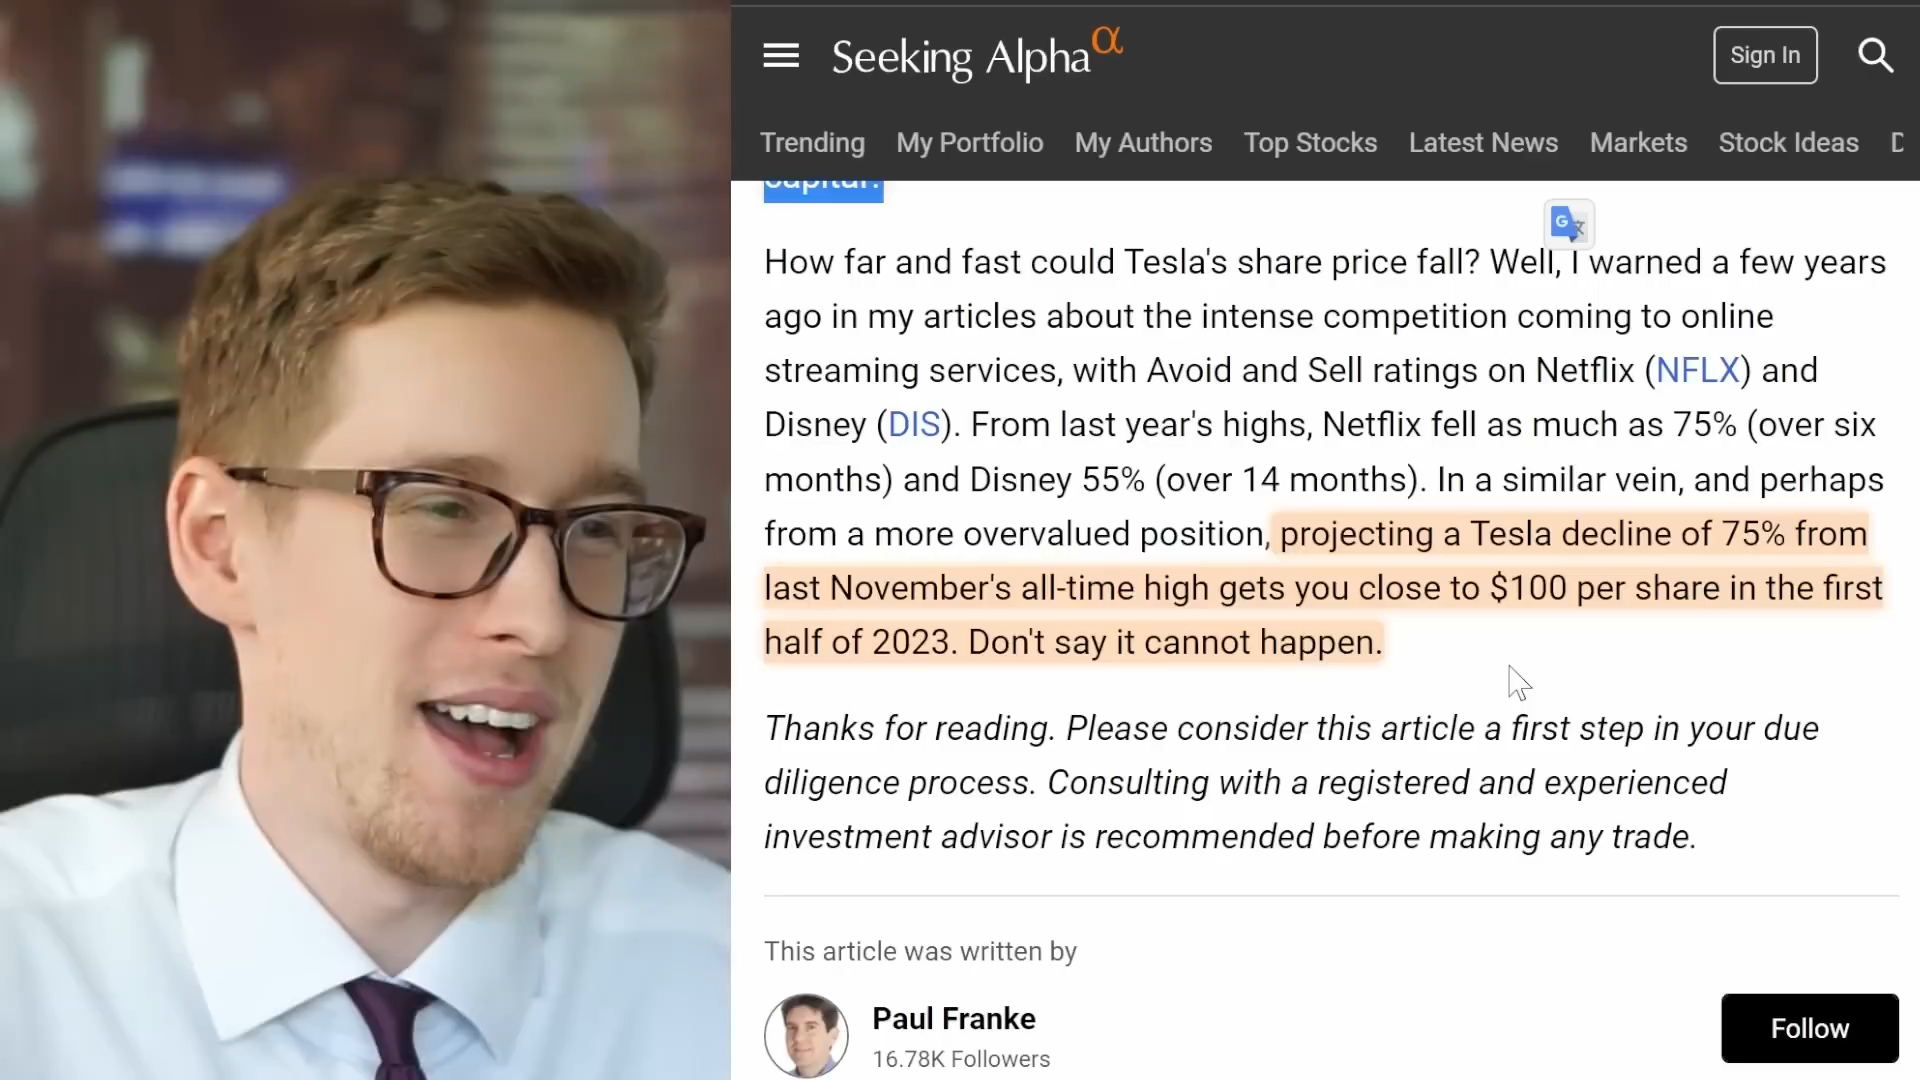 Seeking Alpha α
Sign In
Trending My Portfolio My Authors Top Stocks Latest News Markets Stock Ideas D
capital.
How far and fast could Tesla's share price fall? Well, I warned a few years
ago in my articles about the intense competition coming to online
streaming services, with Avoid and Sell ratings on Netflix (NFLX) and
Disney (DIS). From last year's highs, Netflix fell as much as 75% (over six
months) and Disney 55% (over 14 months). In a similar vein, and perhaps
from a more overvalued position, projecting a Tesla decline of 75% from
last November's all-time high gets you close to $100 per share in the first
half of 2023. Don't say it cannot happen.
Thanks for reading. Please consider this article a first step in your due
diligence process. Consulting with a registered and experienced
investment advisor is recommended before making any trade.
This article was written by
Paul Franke
16.78K Followers
Follow